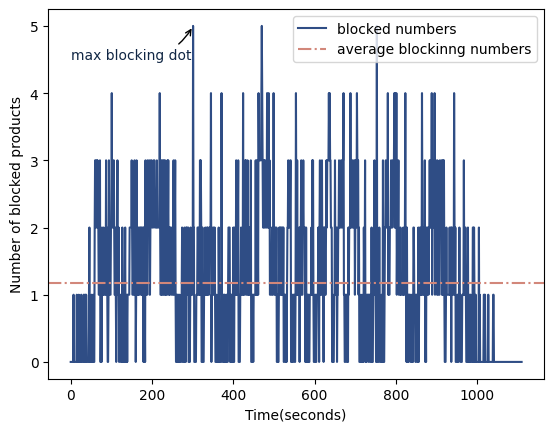 blocked numbers
average blockinng numbers
max blocking dot
Number of blocked products
5
4
3
2
1
0
0
200
400
600
800
1000
Time(seconds)